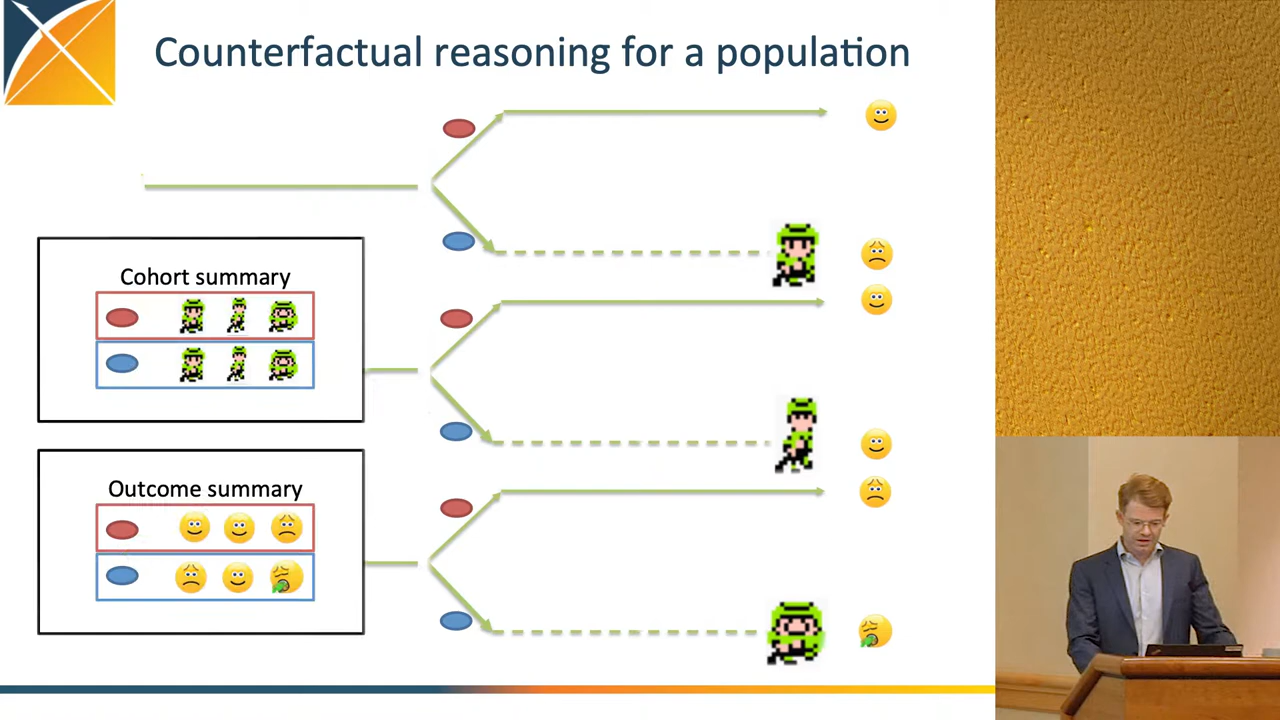 Counterfactual reasoning for a population
Cohort summary
Outcome summary